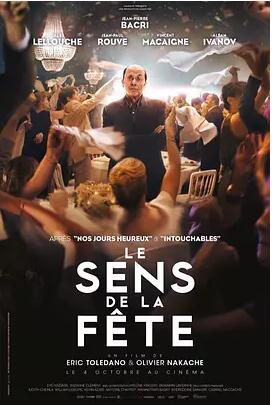 JEAN-PIERRE
BACRI
GILLES JEAN-PAUL VINCENT ALBAN
LELLOUCHE ROUVE MACAIGNE IVANOV
APRÈS "NOS JOURS HEUREUX" & "INTOUCHABLES"
LE
SENS
DE LA
FÊTE
UN FILM DE
ERIC TOLEDANO & OLIVIER NAKACHE
LE 4 OCTOBRE AU CINÉMA